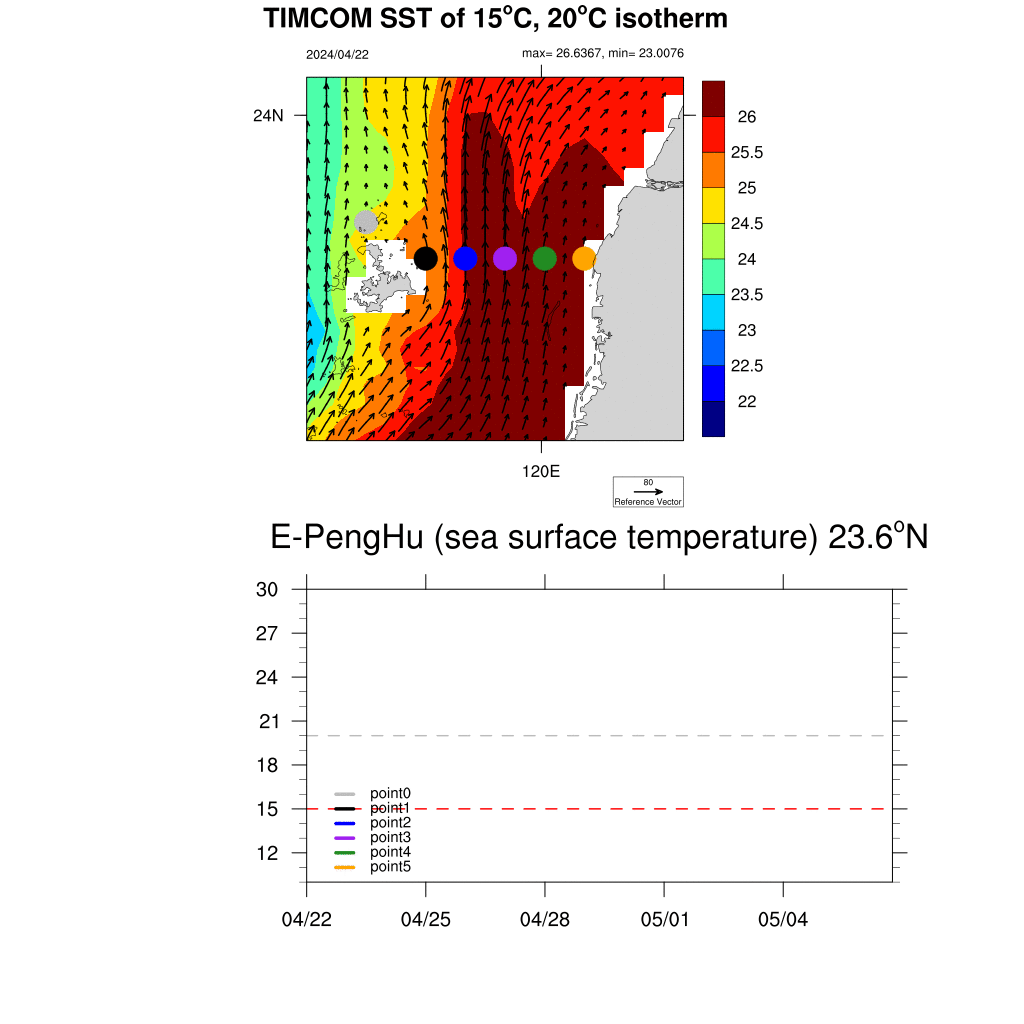 TIMCOM SST of 15°C, 20°C isotherm
2024/04/22
max= 26.6367, min= 23.0076
24N
26
25.5
25
24.5
24
23.5
23
22.5
22
120E
80
Reference Vector
E-PengHu (sea surface temperature) 23.6°N
30
27
24
21
18
15
12
point0
point1
point2
point3
point4
point5
04/22 04/25 04/28 05/01 05/04